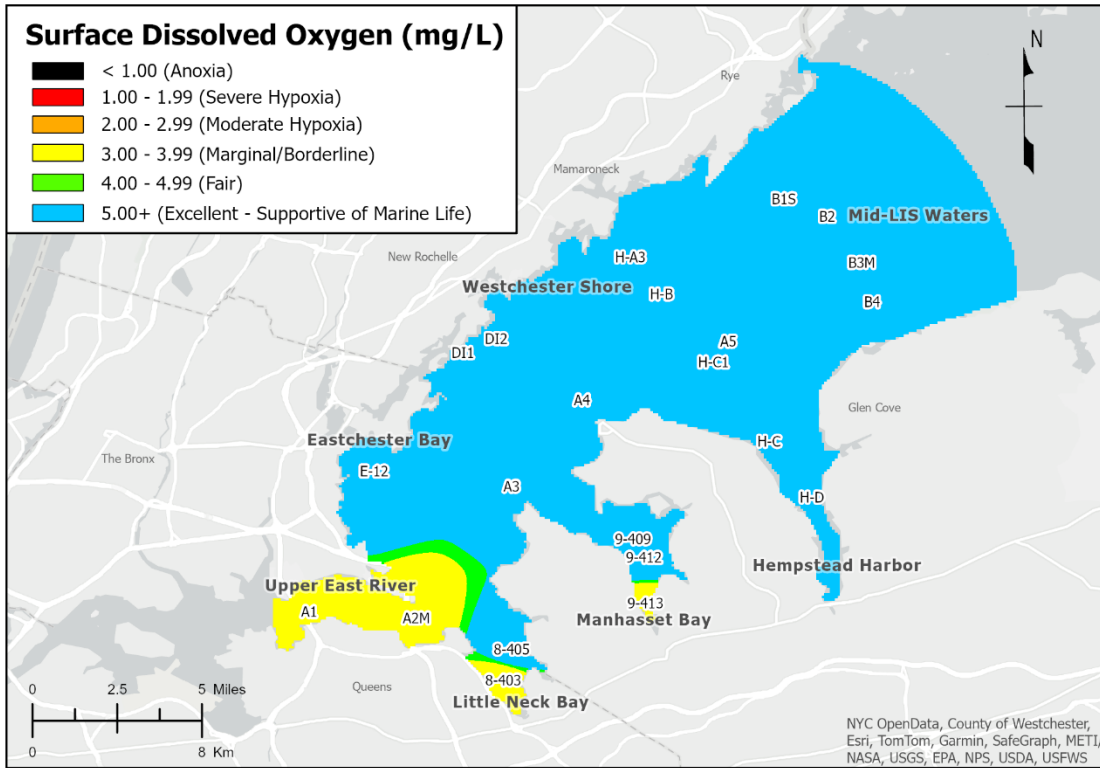 Surface Dissolved Oxygen (mg/L)
< 1.00 (Anoxia)
1.00 - 1.99 (Severe Hypoxia)
2.00 - 2.99 (Moderate Hypoxia)
3.00 - 3.99 (Marginal/Borderline)
4.00 - 4.99 (Fair)
5.00+ (Excellent - Supportive of Marine Life)
N
Rye
Mamaroneck
B1S
B2
Mid-LIS Waters
New Rochelle
H-A3
B3M
Westchester Shore
H-B
B4
DI2
DI1
A5
H-C1
A4
Glen Cove
Eastchester Bay
H-C
The Bronx
E-12
A3
H-D
9-409
9-412
Hempstead Harbor
Upper East River
9-413
A1
A2M
Manhasset Bay
8-405
8-403
Queens
Little Neck Bay
0 2.5 5 Miles
0 8 Km
NYC OpenData, County of Westchester,
Esri, TomTom, Garmin, SafeGraph, METI/
NASA, USGS, EPA, NPS, USDA, USFWS